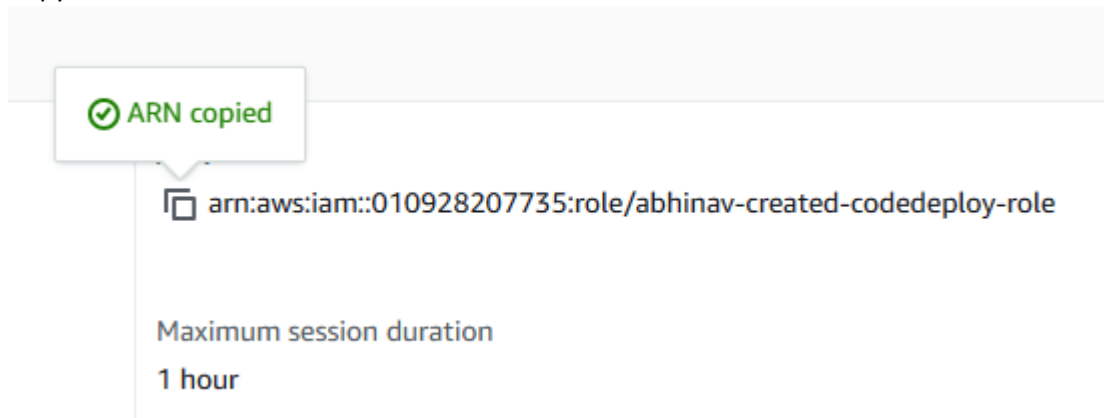 ARN copied
arn:aws:iam::010928207735:role/abhinav-created-codedeploy-role
Maximum session duration
1 hour